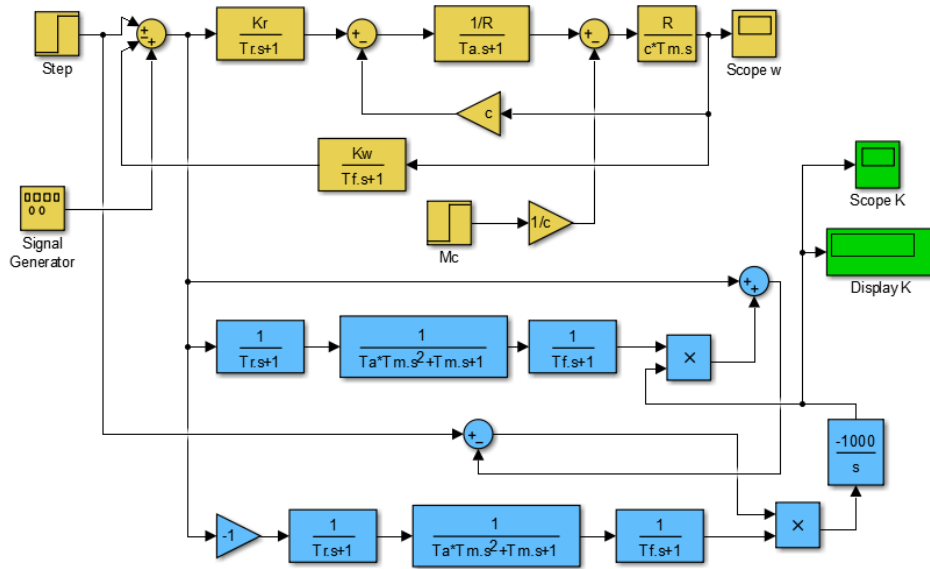 Step
+
−
+
Kr
Tr.s+1
+
−
1/R
Ta.s+1
+
−
R
c*Tm.s
Scope w
c
Kw
Tf.s+1
Signal
Generator
Mc
1/c
Scope K
Display K
+
+
1
Tr.s+1
1
Ta*Tm.s²+Tm.s+1
1
Tf.s+1
×
+
−
-1000
s
-1
1
Tr.s+1
1
Ta*Tm.s²+Tm.s+1
1
Tf.s+1
×